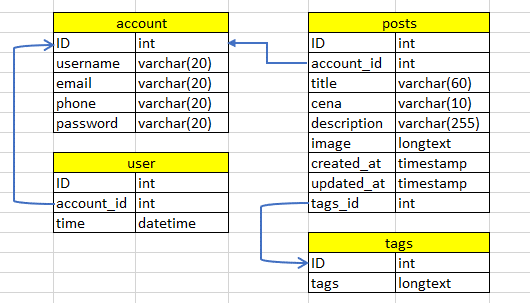 account
ID int
username varchar(20)
email varchar(20)
phone varchar(20)
password varchar(20)
user
ID int
account_id int
time datetime
posts
ID int
account_id int
title varchar(60)
cena varchar(10)
description varchar(255)
image longtext
created_at timestamp
updated_at timestamp
tags_id int
tags
ID int
tags longtext